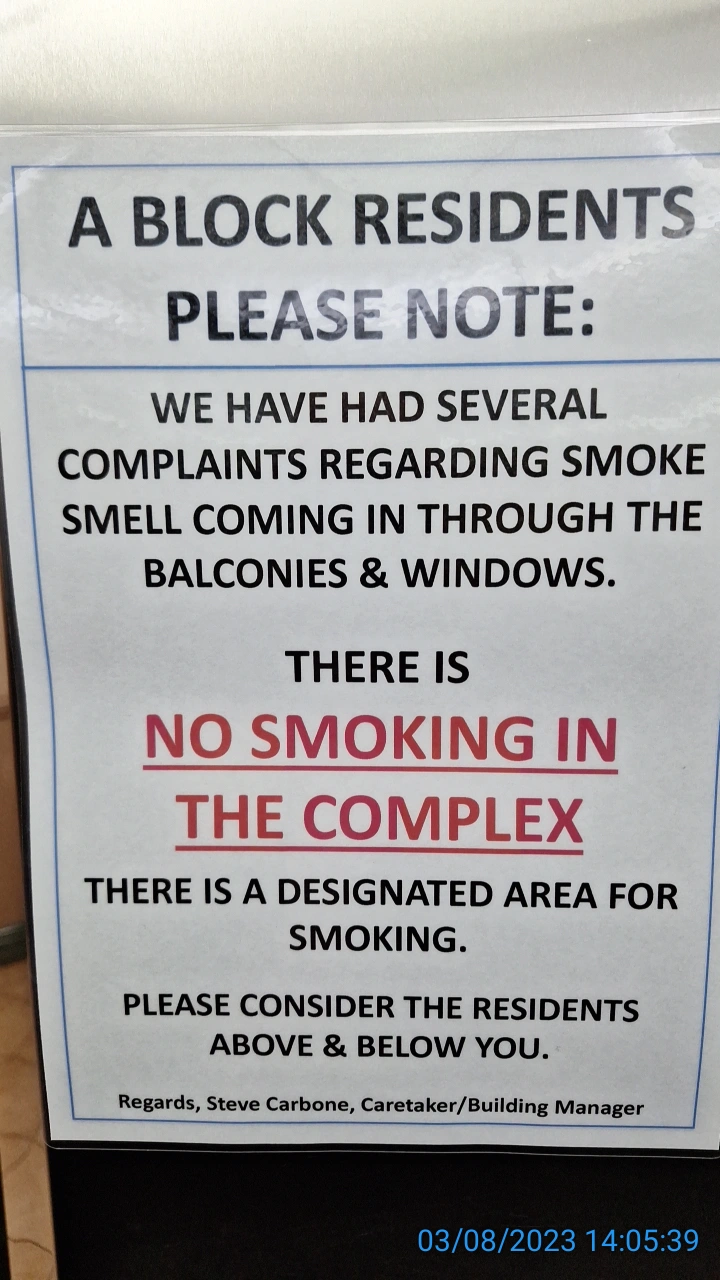 A BLOCK RESIDENTS
PLEASE NOTE:
WE HAVE HAD SEVERAL
COMPLAINTS REGARDING SMOKE
SMELL COMING IN THROUGH THE
BALCONIES & WINDOWS.
THERE IS
NO SMOKING IN
THE COMPLEX
THERE IS A DESIGNATED AREA FOR
SMOKING.
PLEASE CONSIDER THE RESIDENTS
ABOVE & BELOW YOU.
Regards, Steve Carbone, Caretaker/Building Manager
03/08/2023 14:05:39